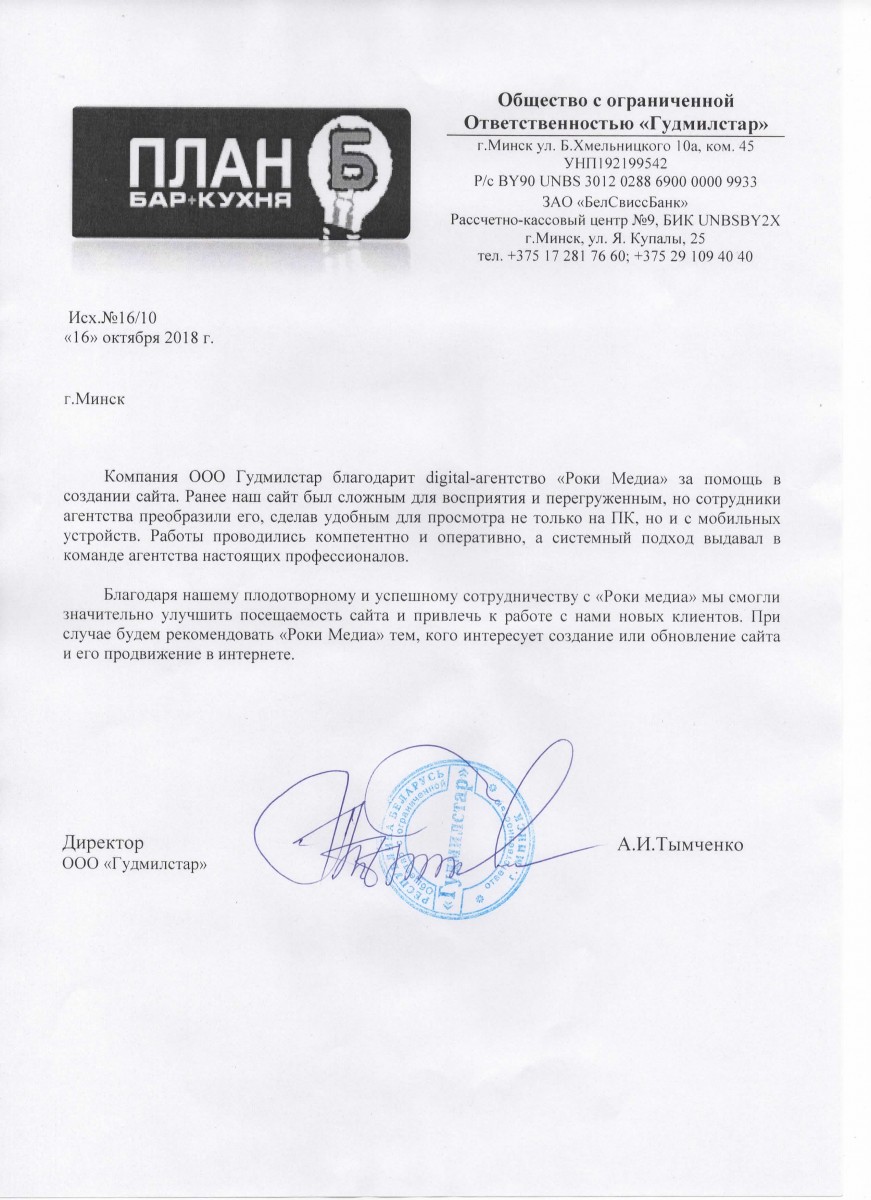 ПЛАН Б
БАР+КУХНЯ
Общество с ограниченной
Ответственностью «Гудмилстар»
г.Минск ул. Б.Хмельницкого 10а, ком. 45
УНП192199542
Р/с BY90 UNBS 3012 0288 6900 0000 9933
ЗАО «БелСвиссБанк»
Рассчетно-кассовый центр №9, БИК UNBSBY2X
г.Минск, ул. Я. Купалы, 25
тел. +375 17 281 76 60; +375 29 109 40 40
Исх.№16/10
«16» октября 2018 г.
г.Минск
Компания ООО Гудмилстар благодарит digital-агентство «Роки Медиа» за помощь в
создании сайта. Ранее наш сайт был сложным для восприятия и перегруженным, но сотрудники
агентства преобразили его, сделав удобным для просмотра не только на ПК, но и с мобильных
устройств. Работы проводились компетентно и оперативно, а системный подход выдавал в
команде агентства настоящих профессионалов.
Благодаря нашему плодотворному и успешному сотрудничеству с «Роки медиа» мы смогли
значительно улучшить посещаемость сайта и привлечь к работе с нами новых клиентов. При
случае будем рекомендовать «Роки Медиа» тем, кого интересует создание или обновление сайта
и его продвижение в интернете.
Директор
ООО «Гудмилстар»
А.И.Тымченко
РЕСПУБЛИКА БЕЛАРУСЬ
ограниченной
«Гудмилстар»
г. МИНСК